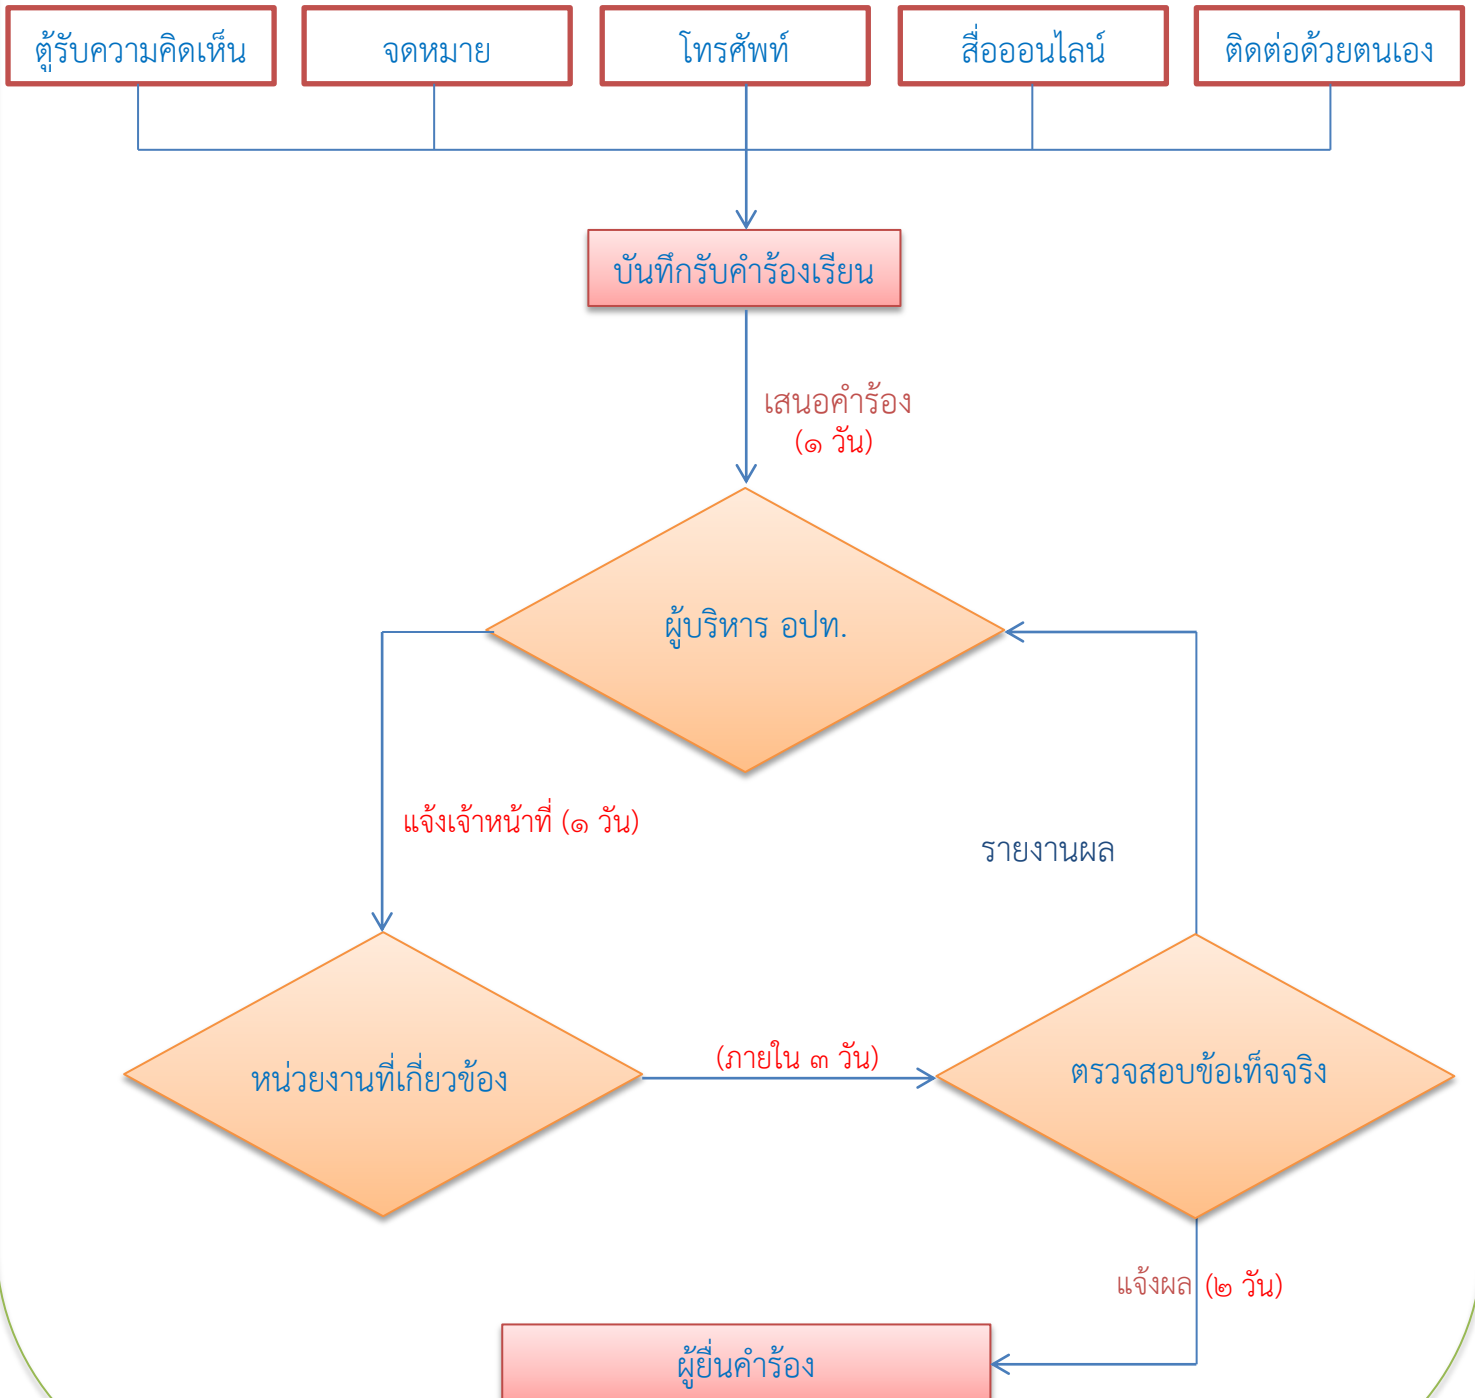 ตู้รับความคิดเห็น
จดหมาย
โทรศัพท์
สื่อออนไลน์
ติดต่อด้วยตนเอง
บันทึกรับคำร้องเรียน
เสนอคำร้อง
(๑ วัน)
ผู้บริหาร อปท.
แจ้งเจ้าหน้าที่ (๑ วัน)
รายงานผล
หน่วยงานที่เกี่ยวข้อง
(ภายใน ๓ วัน)
ตรวจสอบข้อเท็จจริง
แจ้งผล (๒ วัน)
ผู้ยื่นคำร้อง